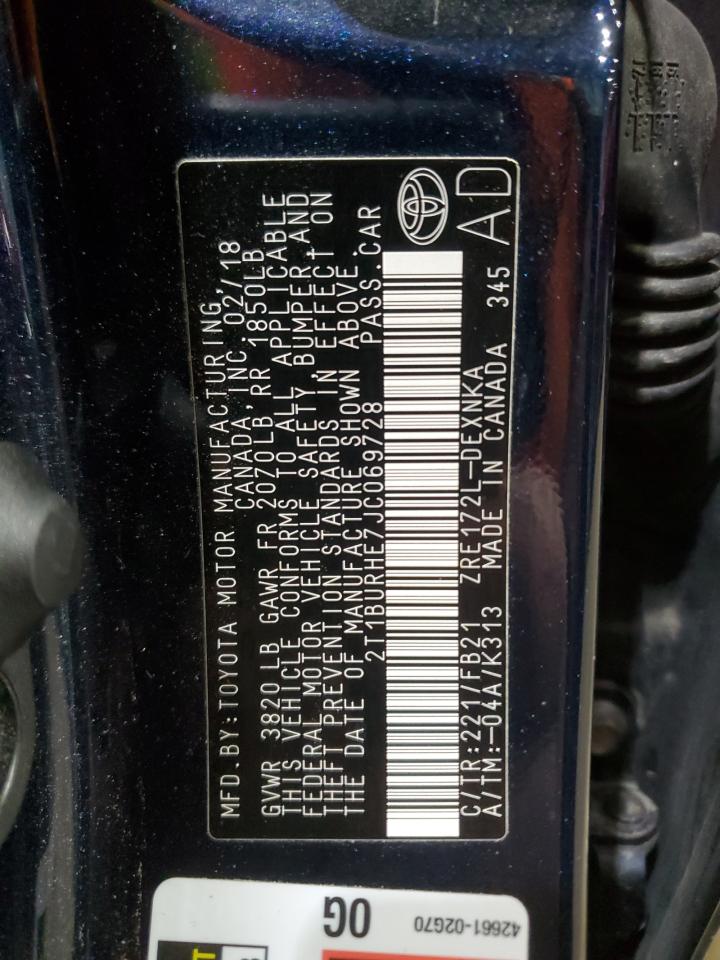 MFD.BY:TOYOTA MOTOR MANUFACTURING,
CANADA, INC. 02/18
GVWR 3820LB GAWR FR 2070LB RR 1850LB
THIS VEHICLE CONFORMS TO ALL APPLICABLE
FEDERAL MOTOR VEHICLE SAFETY, BUMPER, AND
THEFT PREVENTION STANDARDS IN EFFECT ON
THE DATE OF MANUFACTURE SHOWN ABOVE.
2T1BURHE7JC069728 PASS.CAR
C/TR:221/FB21 ZRE172L-DEXNKA
A/TM:-04A/K313 MADE IN CANADA 345
AD
0G
42661-02G70